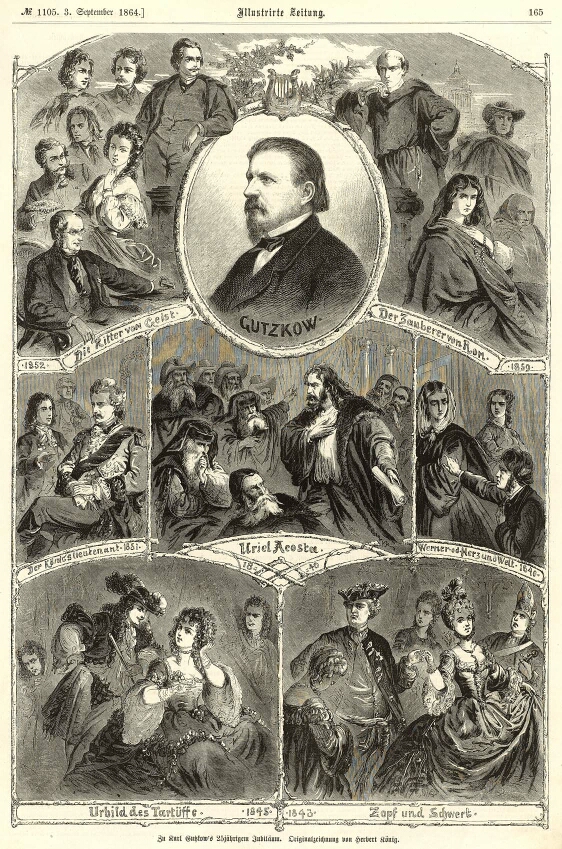 № 1105. 3. September 1864.]
Illustrirte Zeitung.
165
GUTZKOW.
Die Ritter vom Geist.
·1852.
Der Zauberer von Rom.
·1859·
Der Königslieutenant·
Uriel Acosta.
Werner·od·Herz und Welt·1840·
Urbild des Tartüffe· ·1845·
·1843· Zopf und Schwert·
Zu Karl Gutzkow's 25jährigem Jubiläum. Originalzeichnung von Herbert König.